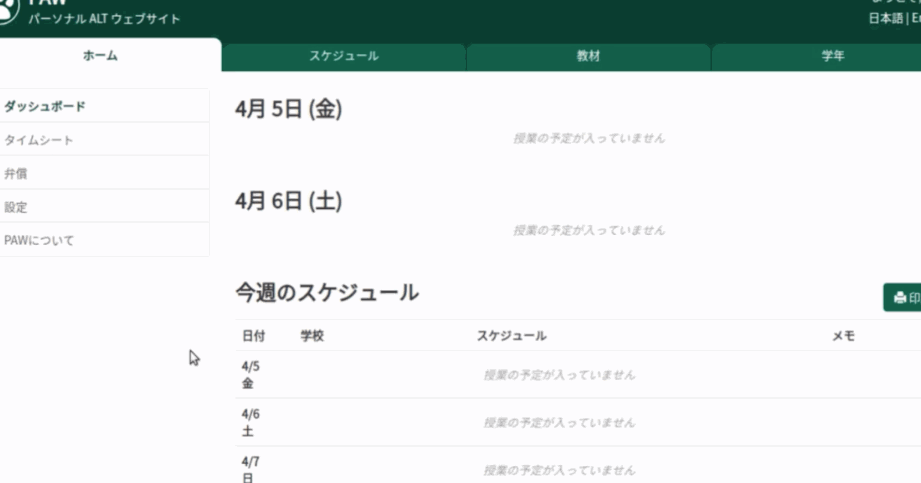 パーソナル ALT ウェブサイト
日本語 |
ホーム
スケジュール
教材
学年
ダッシュボード
タイムシート
弁償
設定
PAWについて
4月 5日 (金)
授業の予定が入っていません
4月 6日 (土)
授業の予定が入っていません
今週のスケジュール
日付
学校
スケジュール
メモ
4/5
金
授業の予定が入っていません
4/6
土
授業の予定が入っていません
4/7
日
授業の予定が入っていません